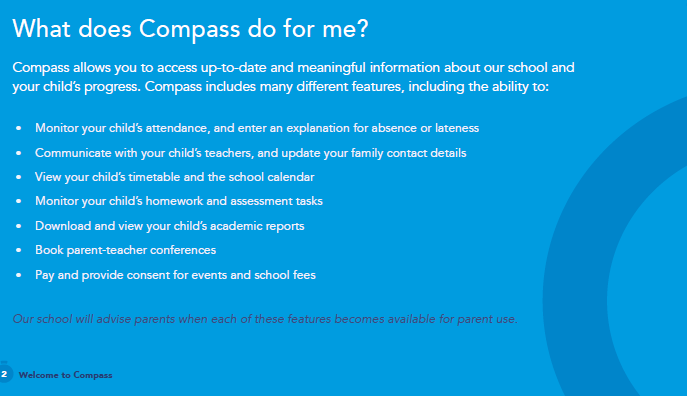 What does Compass do for me?
Compass allows you to access up-to-date and meaningful information about our school and
your child's progress. Compass includes many different features, including the ability to:
• Monitor your child's attendance, and enter an explanation for absence or lateness
• Communicate with your child's teachers, and update your family contact details
• View your child's timetable and the school calendar
• Monitor your child's homework and assessment tasks
• Download and view your child's academic reports
• Book parent-teacher conferences
• Pay and provide consent for events and school fees
Our school will advise parents when each of these features becomes available for parent use.
2 Welcome to Compass